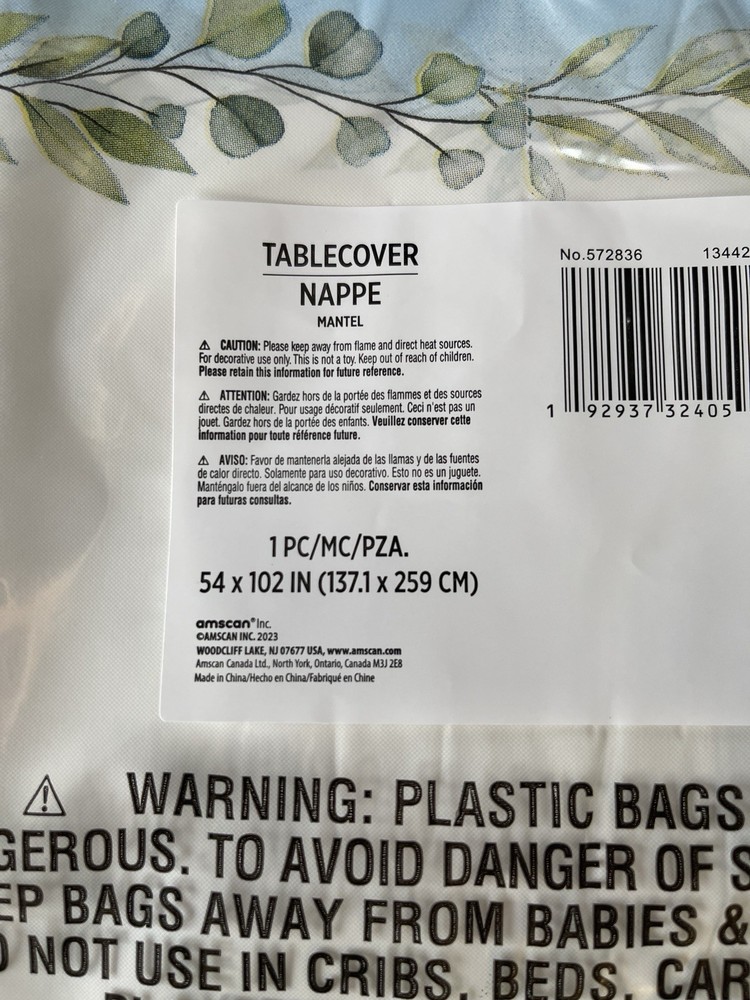 TABLECOVER
NAPPE
MANTEL
⚠ CAUTION: Please keep away from flame and direct heat sources.
For decorative use only. This is not a toy. Keep out of reach of children.
Please retain this information for future reference.
⚠ ATTENTION: Gardez hors de la portée des flammes et des sources
directes de chaleur. Pour usage décoratif seulement. Ceci n'est pas un
jouet. Gardez hors de la portée des enfants. Veuillez conserver cette
information pour toute référence future.
⚠ AVISO: Favor de mantenerla alejada de las llamas y de las fuentes
de calor directo. Solamente para uso decorativo. Esto no es un juguete.
Manténgalo fuera del alcance de los niños. Conservar esta información
para futuras consultas.
1 PC/MC/PZA.
54 x 102 IN (137.1 x 259 CM)
amscan® Inc.
©AMSCAN INC. 2023
WOODCLIFF LAKE, NJ 07677 USA, www.amscan.com
Amscan Canada Ltd., North York, Ontario, Canada M3J 2E8
Made in China/Hecho en China/Fabriqué en Chine
No.572836 13442
1 92937 32405
⚠ WARNING: PLASTIC BAGS
GEROUS. TO AVOID DANGER OF S
EP BAGS AWAY FROM BABIES &
O NOT USE IN CRIBS, BEDS, CAR